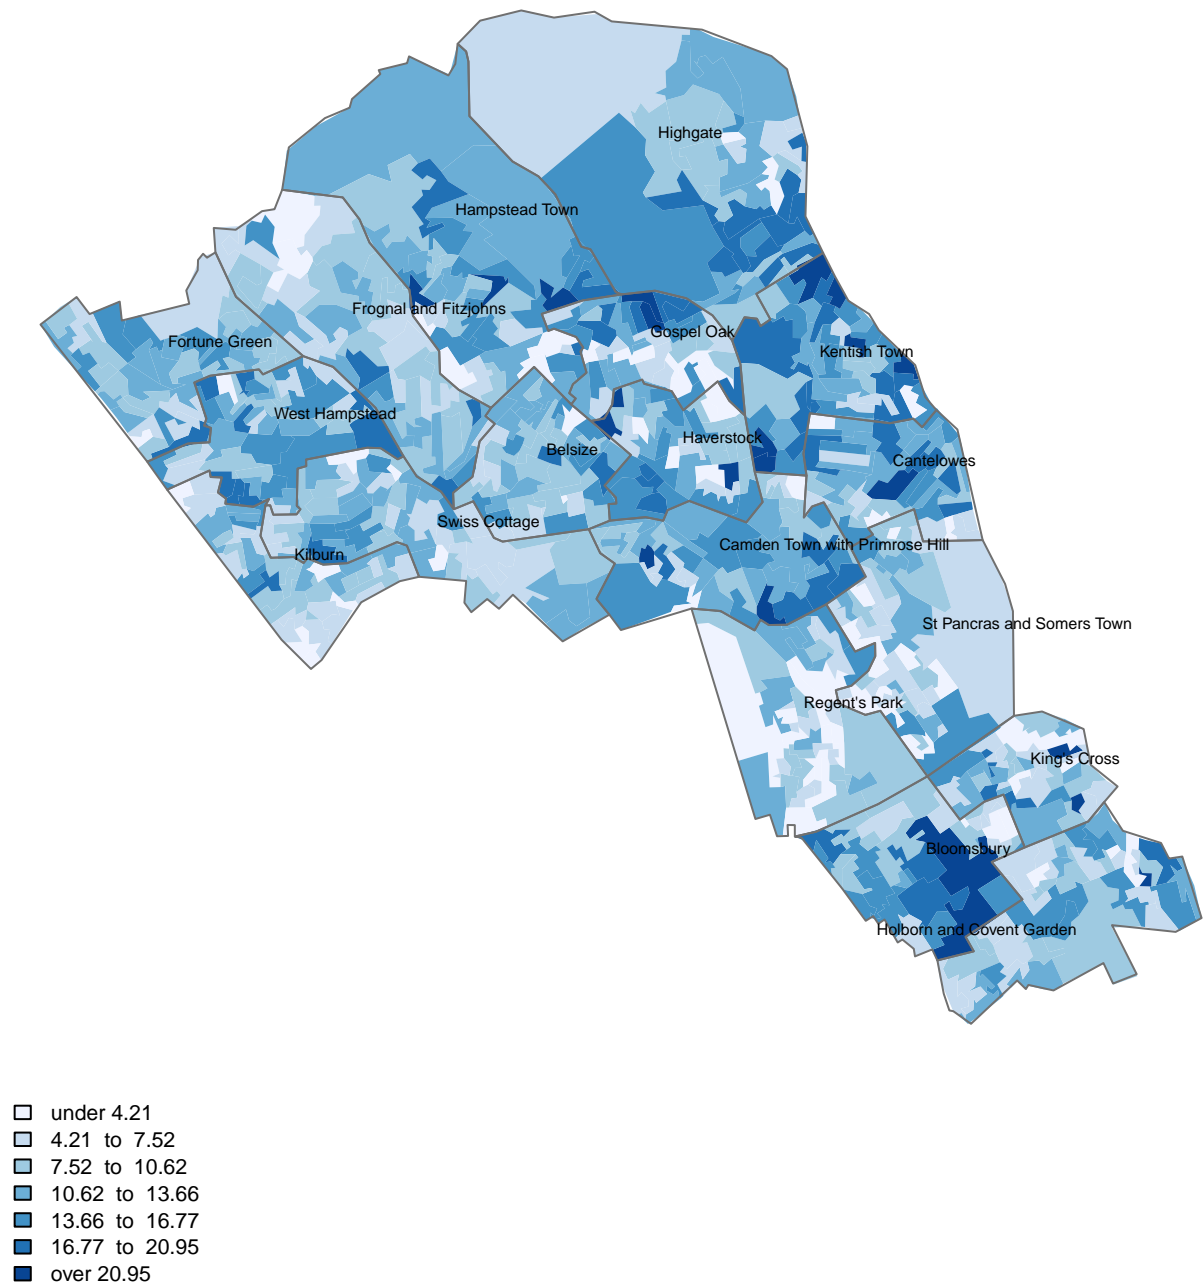 Highgate
Hampstead Town
Frognal and Fitzjohns
Gospel Oak
Fortune Green
Kentish Town
West Hampstead
Haverstock
Belsize
Cantelowes
Swiss Cottage
Camden Town with Primrose Hill
Kilburn
St Pancras and Somers Town
Regent's Park
King's Cross
Bloomsbury
Holborn and Covent Garden
under 4.21
4.21 to 7.52
7.52 to 10.62
10.62 to 13.66
13.66 to 16.77
16.77 to 20.95
over 20.95